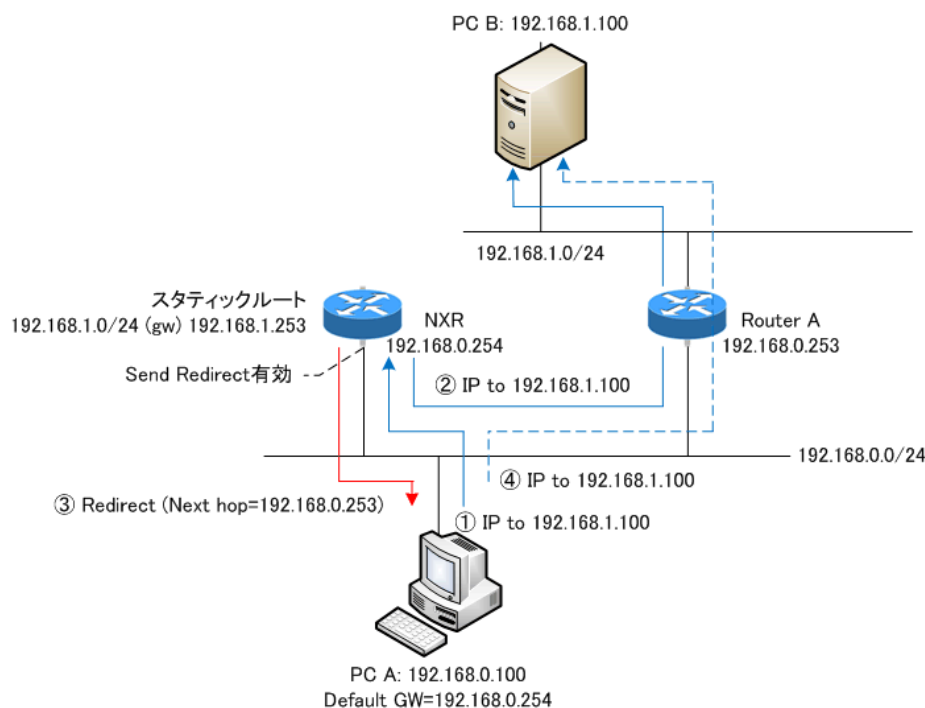 PC B: 192.168.1.100
192.168.1.0/24
スタティックルート
192.168.1.0/24 (gw) 192.168.1.253
NXR
192.168.0.254
Router A
192.168.0.253
Send Redirect有効
② IP to 192.168.1.100
192.168.0.0/24
④ IP to 192.168.1.100
③ Redirect (Next hop=192.168.0.253)
① IP to 192.168.1.100
PC A: 192.168.0.100
Default GW=192.168.0.254